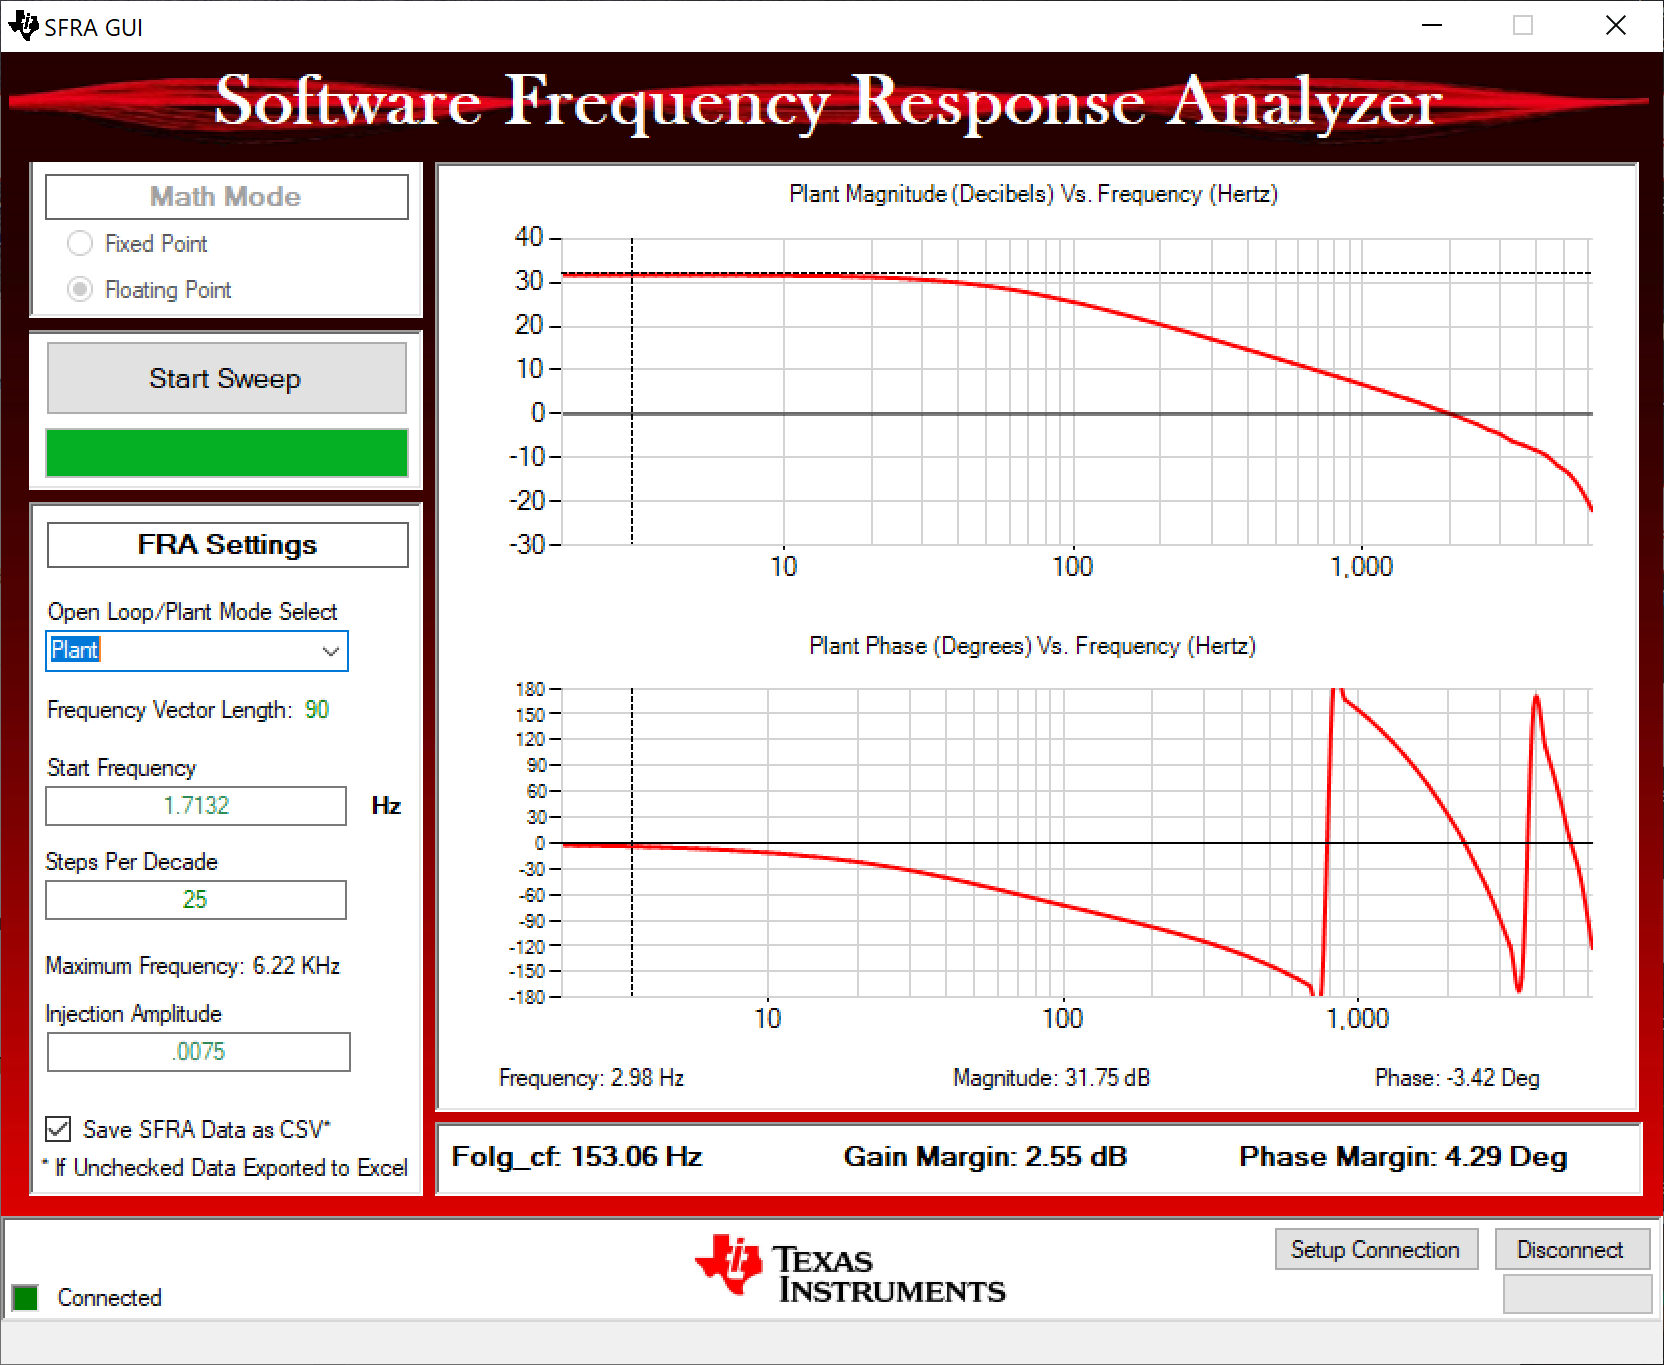 SFRA GUI
Software Frequency Response Analyzer
Math Mode
Fixed Point
Floating Point
Start Sweep
FRA Settings
Open Loop/Plant Mode Select
Plant
Frequency Vector Length: 90
Start Frequency
1.7132 Hz
Steps Per Decade
25
Maximum Frequency: 6.22 KHz
Injection Amplitude
.0075
Save SFRA Data as CSV*
* If Unchecked Data Exported to Excel
Plant Magnitude (Decibels) Vs. Frequency (Hertz)
40
30
20
10
0
-10
-20
-30
10 100 1,000
Plant Phase (Degrees) Vs. Frequency (Hertz)
180
150
120
90
60
30
0
-30
-60
-90
-120
-150
-180
10 100 1,000
Frequency: 2.98 Hz Magnitude: 31.75 dB Phase: -3.42 Deg
Folg_cf: 153.06 Hz Gain Margin: 2.55 dB Phase Margin: 4.29 Deg
Connected
TEXAS
INSTRUMENTS
Setup Connection Disconnect